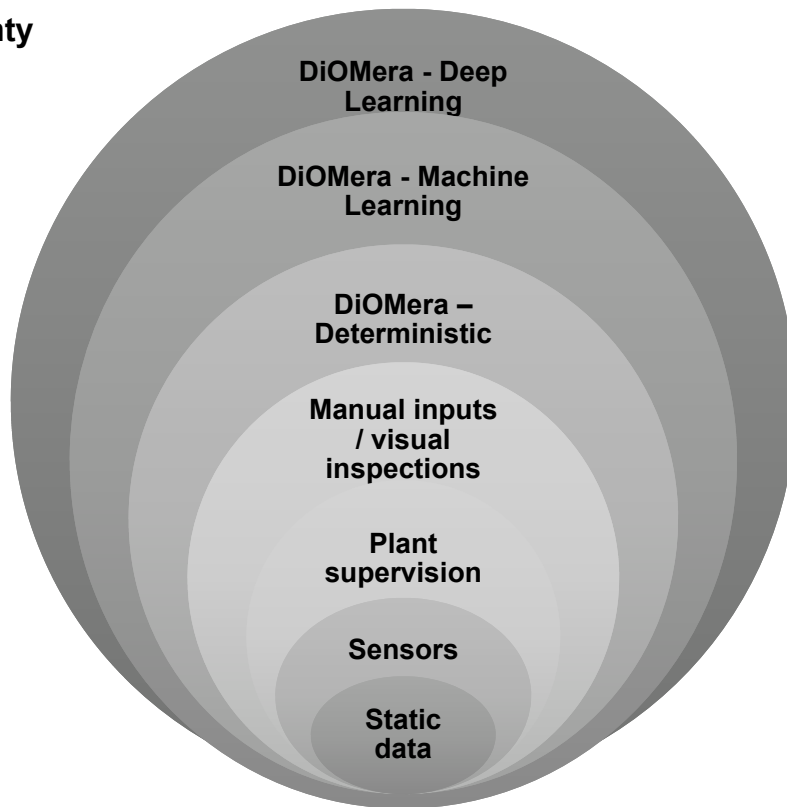 DiOMera - Deep
Learning
DiOMera - Machine
Learning
DiOMera –
Deterministic
Manual inputs
/ visual
inspections
Plant
supervision
Sensors
Static
data